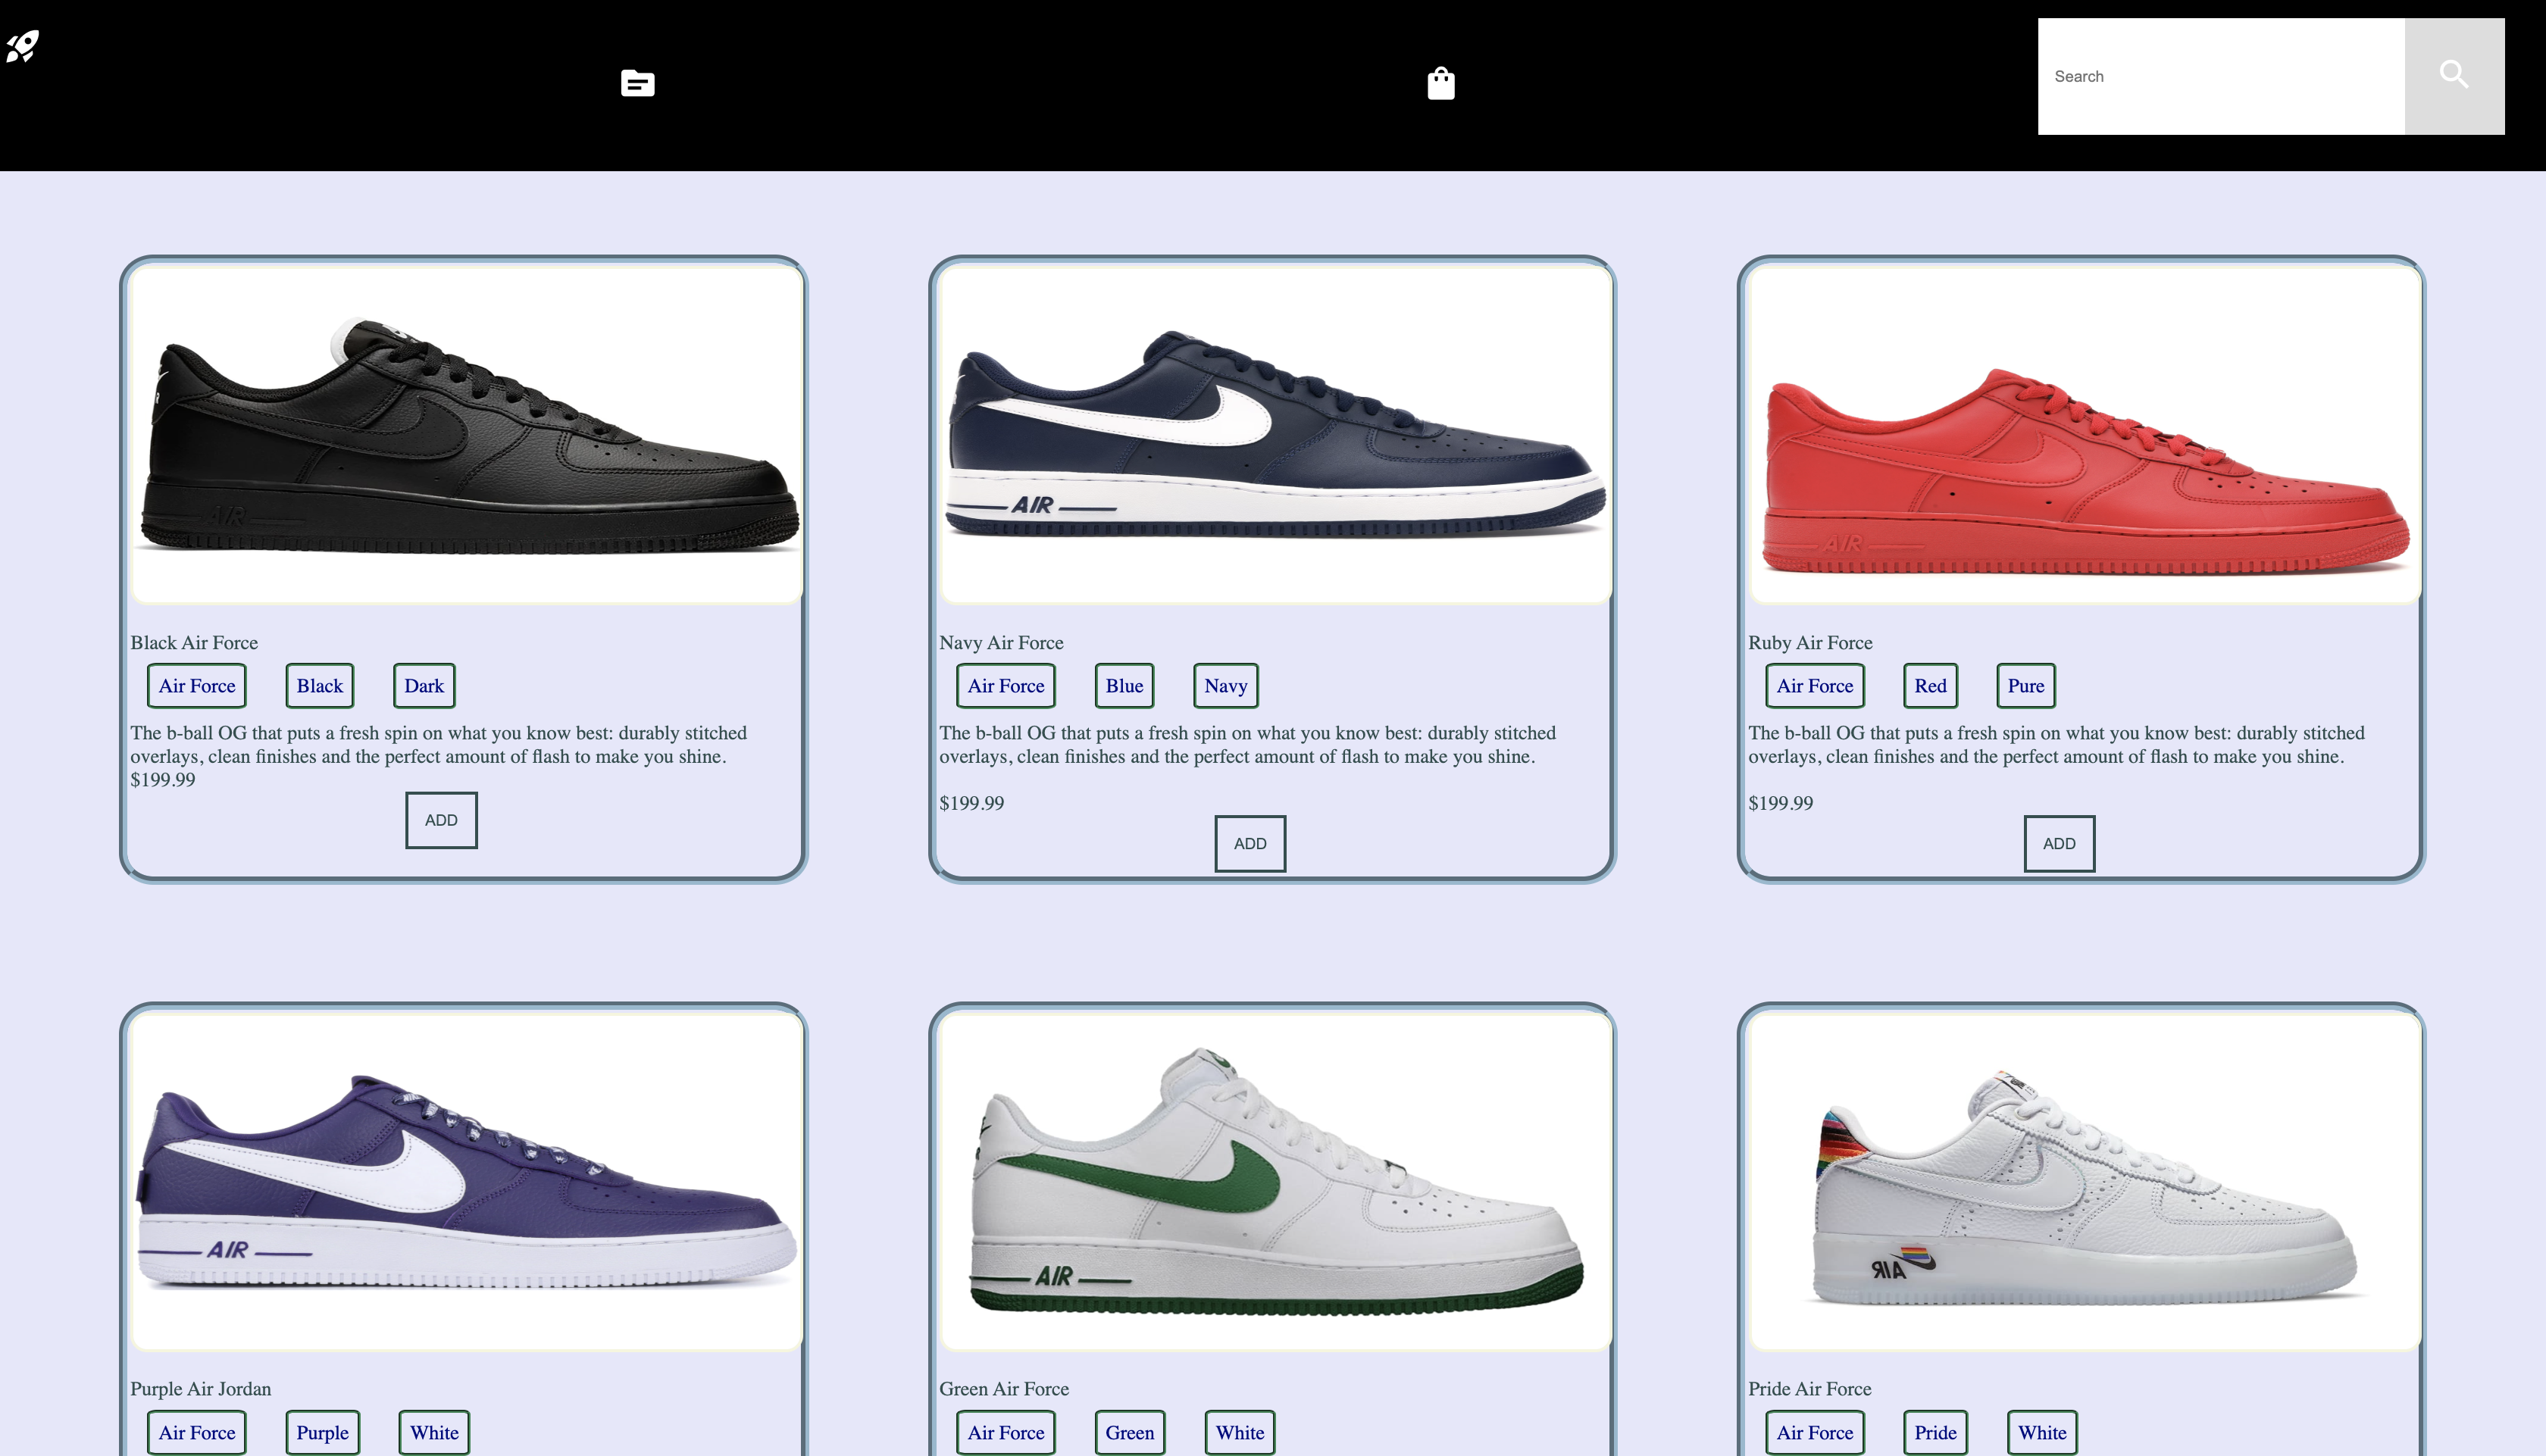 Search
AIR
AIR
AIR
Black Air Force
Navy Air Force
Ruby Air Force
Air Force
Black
Dark
Air Force
Blue
Navy
Air Force
Red
Pure
The b-ball OG that puts a fresh spin on what you know best: durably stitched
overlays, clean finishes and the perfect amount of flash to make you shine.
$199.99
ADD
The b-ball OG that puts a fresh spin on what you know best: durably stitched
overlays, clean finishes and the perfect amount of flash to make you shine.
$199.99
ADD
The b-ball OG that puts a fresh spin on what you know best: durably stitched
overlays, clean finishes and the perfect amount of flash to make you shine.
$199.99
ADD
AIR
AIR
AIR
Purple Air Jordan
Green Air Force
Pride Air Force
Air Force
Purple
White
Air Force
Green
White
Air Force
Pride
White